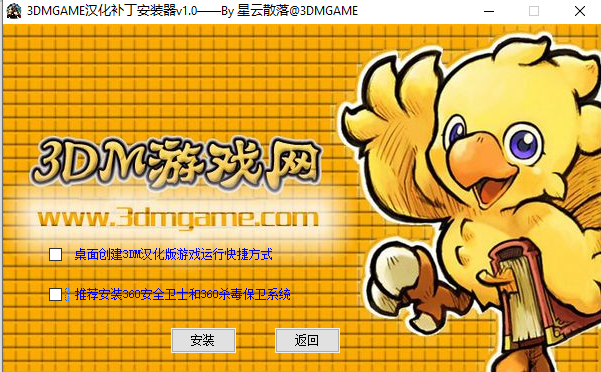 3DMGAME汉化补丁安装器v1.0——By 星云散落@3DMGAME
3DM游戏网
www.3dmgame.com
桌面创建3DM汉化版游戏运行快捷方式
推荐安装360安全卫士和360杀毒保卫系统
安装
返回